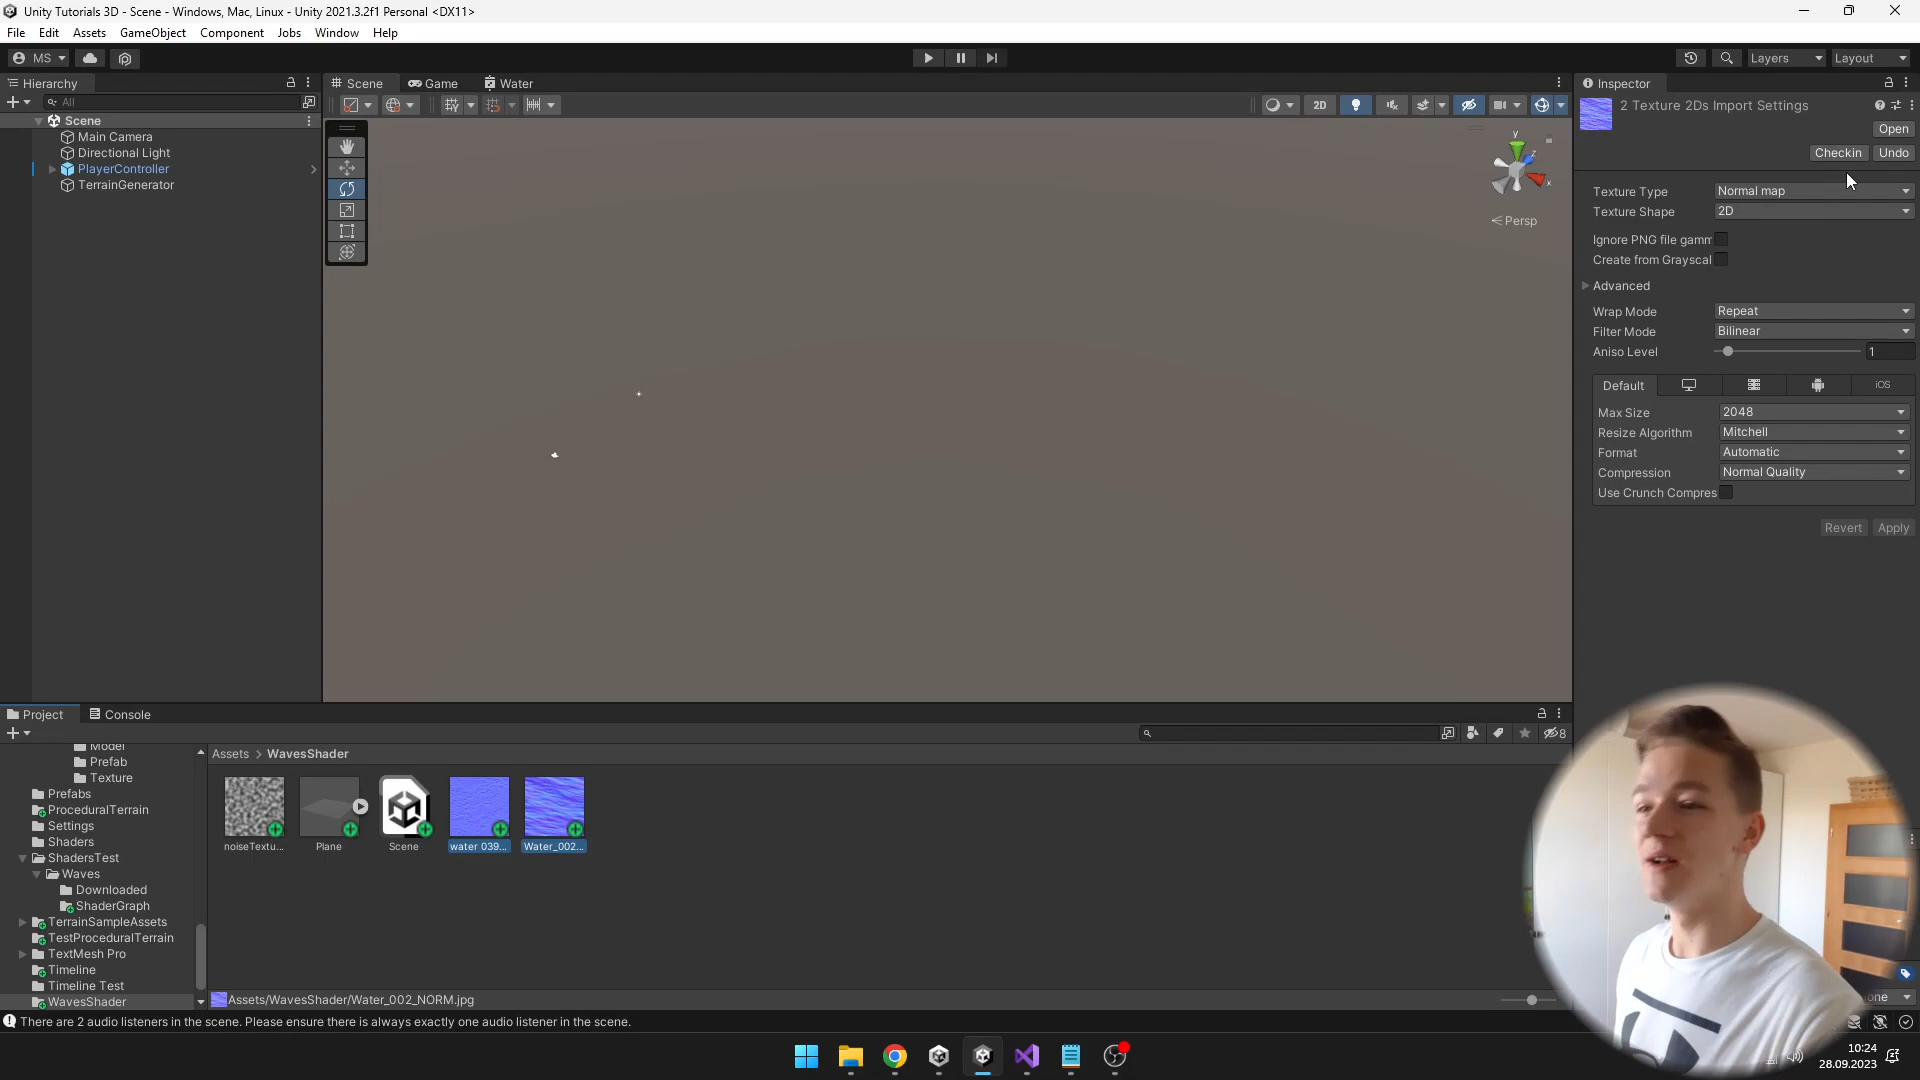 Unity Tutorials 3D - Scene - Windows, Mac, Linux - Unity 2021.3.2f1 Personal <DX11>
File Edit Assets GameObject Component Jobs Window Help
MS
Layers Layout
Hierarchy
All
Scene
Main Camera
Directional Light
PlayerController
TerrainGenerator
Scene Game Water
2D
y
z
x
Persp
Inspector
2 Texture 2Ds Import Settings
Open
Checkin Undo
Texture Type Normal map
Texture Shape 2D
Ignore PNG file gamm
Create from Grayscal
Advanced
Wrap Mode Repeat
Filter Mode Bilinear
Aniso Level 1
Default iOS
Max Size 2048
Resize Algorithm Mitchell
Format Automatic
Compression Normal Quality
Use Crunch Compres
Revert Apply
Project Console
8
Model
Prefab
Texture
Prefabs
ProceduralTerrain
Settings
Shaders
ShadersTest
Waves
Downloaded
ShaderGraph
TerrainSampleAssets
TestProceduralTerrain
TextMesh Pro
Timeline
Timeline Test
WavesShader
Assets > WavesShader
noiseTextu... Plane Scene water 039... Water_002...
Assets/WavesShader/Water_002_NORM.jpg
one
There are 2 audio listeners in the scene. Please ensure there is always exactly one audio listener in the scene.
10:24
28.09.2023